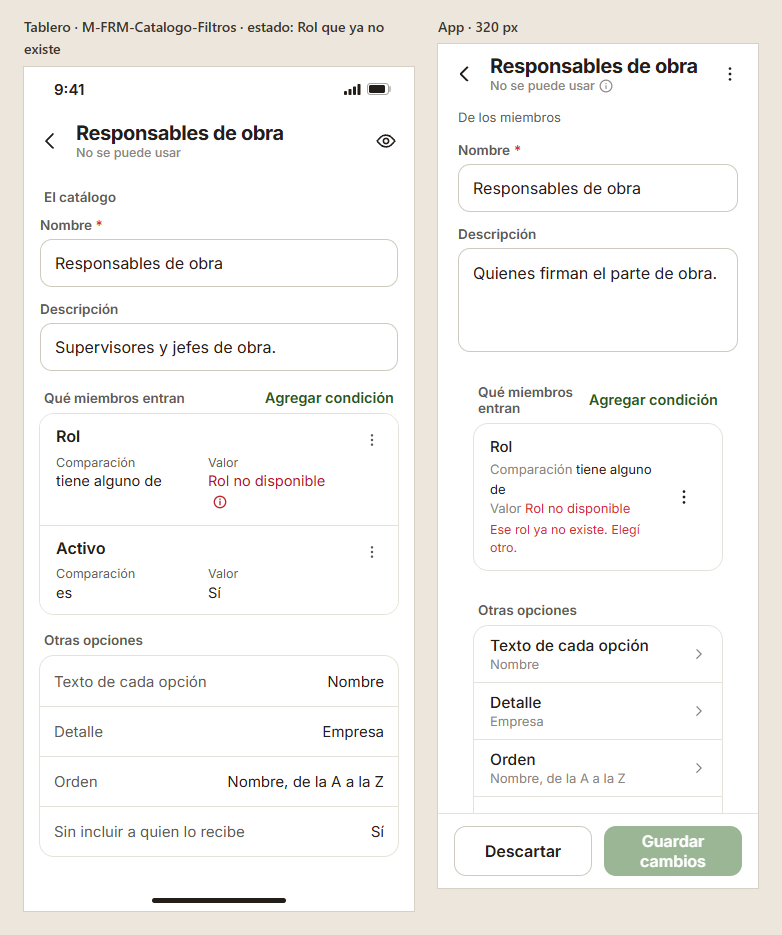 Tablero · M-FRM-Catalogo-Filtros · estado: Rol que ya no
existe
9:41
Responsables de obra
No se puede usar
El catálogo
Nombre *
Responsables de obra
Descripción
Supervisores y jefes de obra.
Qué miembros entran
Agregar condición
Rol
Comparación
Valor
tiene alguno de
Rol no disponible
Activo
Comparación
Valor
es
Sí
Otras opciones
Texto de cada opción
Nombre
Detalle
Empresa
Orden
Nombre, de la A a la Z
Sin incluir a quien lo recibe
Sí
App · 320 px
Responsables de obra
No se puede usar
De los miembros
Nombre *
Responsables de obra
Descripción
Quienes firman el parte de obra.
Qué miembros
entran
Agregar condición
Rol
Comparación tiene alguno
de
Valor Rol no disponible
Ese rol ya no existe. Elegí
otro.
Otras opciones
Texto de cada opción
Nombre
Detalle
Empresa
Orden
Nombre, de la A a la Z
Descartar
Guardar
cambios